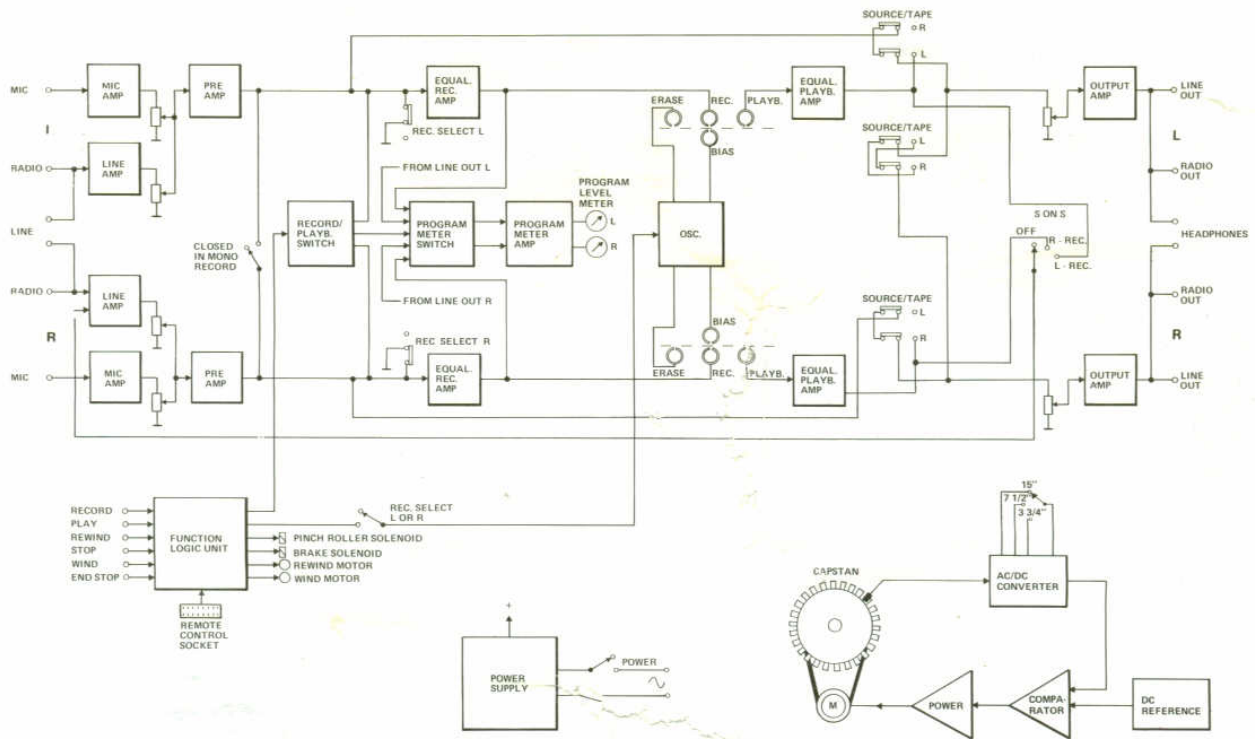 SOURCE/TAPE
R
L
MIC
MIC
AMP
PRE
AMP
EQUAL.
REC.
AMP
REC. SELECT L
ERASE
REC.
PLAYB.
BIAS
EQUAL.
PLAYB.
AMP
OUTPUT
AMP
LINE
OUT
I
L
RADIO
LINE
AMP
RADIO
OUT
SOURCE/TAPE
L
R
FROM LINE OUT L
PROGRAM
LEVEL
METER
L
R
LINE
CLOSED
IN MONO
RECORD
RECORD/
PLAYB.
SWITCH
PROGRAM
METER
SWITCH
PROGRAM
METER
AMP
OSC.
S ON S
OFF
R - REC.
L - REC.
HEADPHONES
RADIO
LINE
AMP
FROM LINE OUT R
SOURCE/TAPE
L
R
RADIO
OUT
R
R
REC. SELECT R
BIAS
MIC
MIC
AMP
PRE
AMP
EQUAL.
REC.
AMP
ERASE
REC.
PLAYB.
EQUAL.
PLAYB.
AMP
OUTPUT
AMP
LINE
OUT
RECORD
PLAY
REWIND
STOP
WIND
END STOP
FUNCTION
LOGIC UNIT
REC. SELECT
L OR R
PINCH ROLLER SOLENOID
BRAKE SOLENOID
REWIND MOTOR
WIND MOTOR
REMOTE
CONTROL
SOCKET
15"
7 1/2"
3 3/4"
CAPSTAN
AC/DC
CONVERTER
+
POWER
SUPPLY
POWER
M
POWER
COMPA-
RATOR
DC
REFERENCE